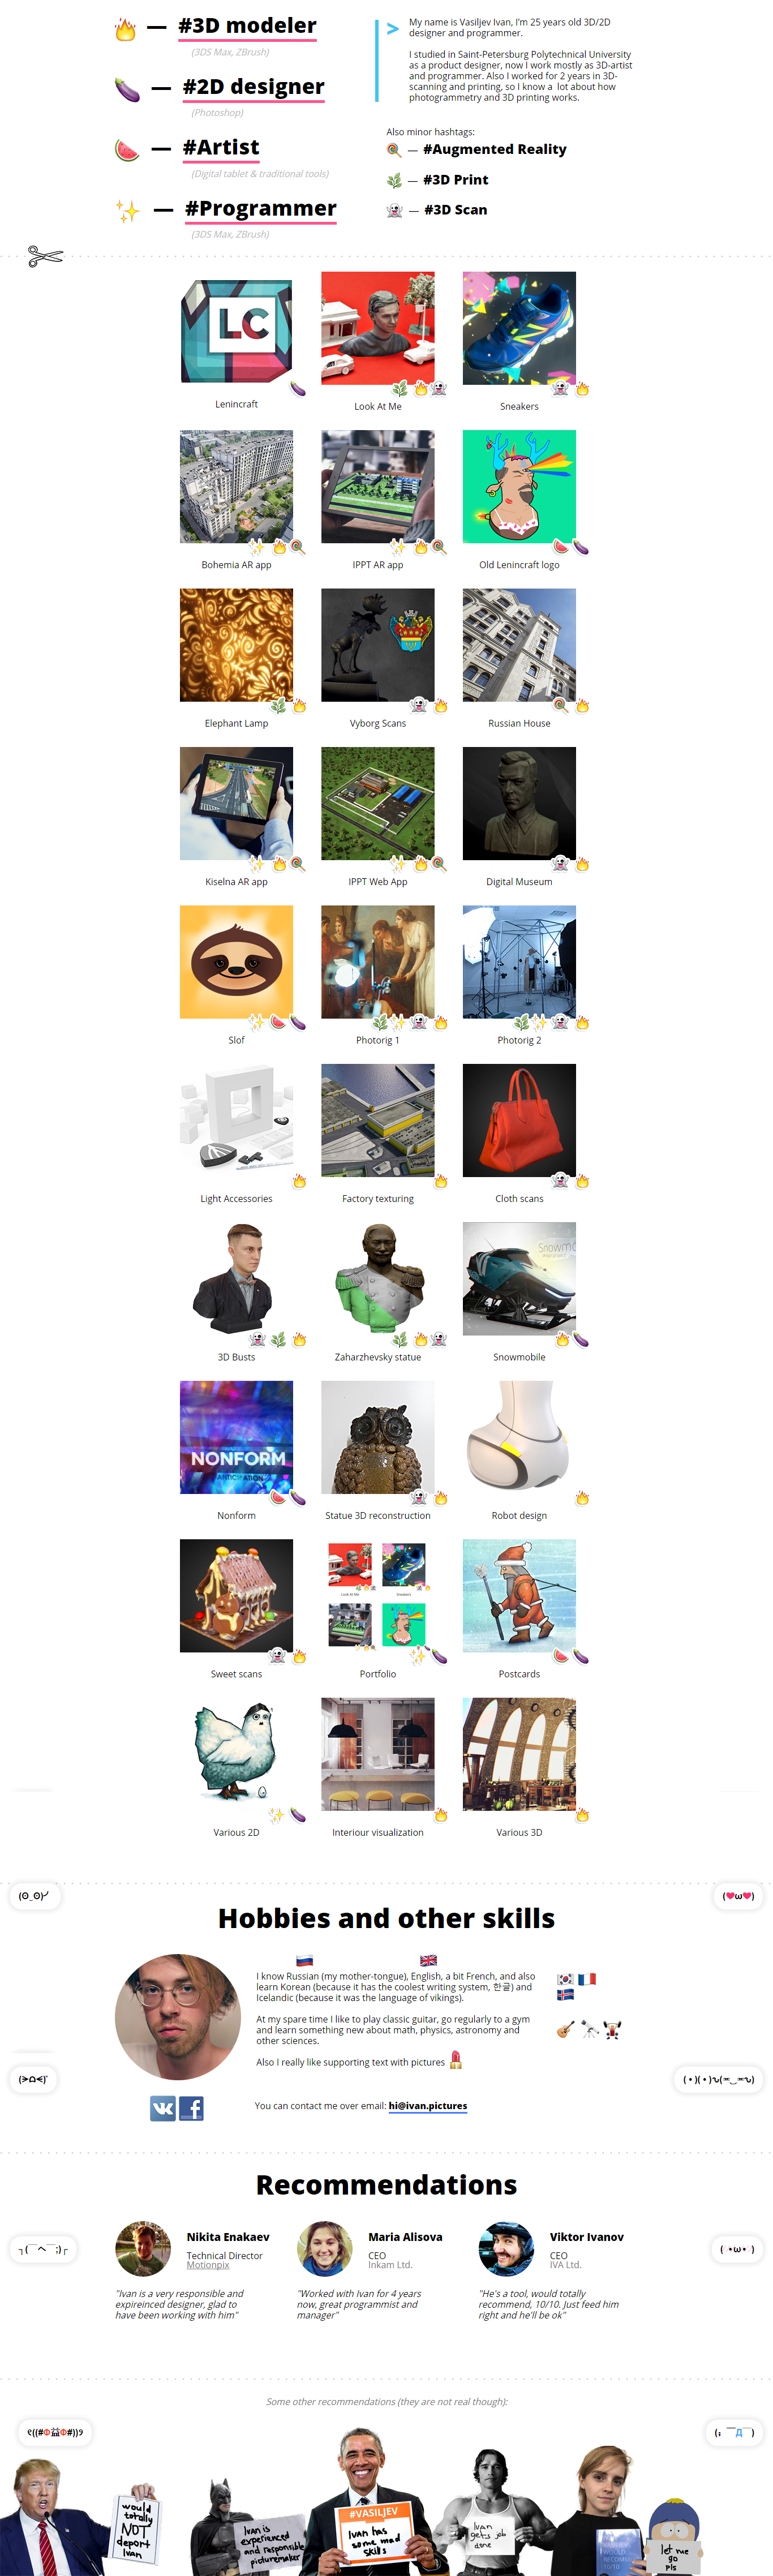 #3D modeler
(3DS Max, ZBrush)
#2D designer
(Photoshop)
#Artist
(Digital tablet & traditional tools)
#Programmer
(3DS Max, ZBrush)
>
My name is Vasiljev Ivan, I'm 25 years old 3D/2D
designer and programmer.
I studied in Saint-Petersburg Polytechnical University
as a product designer, now I work mostly as 3D-artist
and programmer. Also I worked for 2 years in 3D-
scanning and printing, so I know a lot about how
photogrammetry and 3D printing works.
Also minor hashtags:
— #Augmented Reality
— #3D Print
— #3D Scan
LC
Lenincraft
Look At Me
Sneakers
Bohemia AR app
IPPT AR app
Old Lenincraft logo
Elephant Lamp
Vyborg Scans
Russian House
Kiselna AR app
IPPT Web App
Digital Museum
Slof
Photorig 1
Photorig 2
Light Accessories
Factory texturing
Cloth scans
Snowmo
3D Busts
Zaharzhevsky statue
Snowmobile
NONFORM
ANTICIPATION
Nonform
Statue 3D reconstruction
Robot design
Look At Me
Sneakers
Sweet scans
Portfolio
Postcards
Various 2D
Interiour visualization
Various 3D
(ʘ‿ʘ)╯
(♥ω♥)
Hobbies and other skills
I know Russian (my mother-tongue), English, a bit French, and also
learn Korean (because it has the coolest writing system, 한글) and
Icelandic (because it was the language of vikings).
At my spare time I like to play classic guitar, go regularly to a gym
and learn something new about math, physics, astronomy and
other sciences.
Also I really like supporting text with pictures
You can contact me over email: hi@ivan.pictures
Recommendations
Nikita Enakaev
Technical Director
Motionpix
"Ivan is a very responsible and
expireinced designer, glad to
have been working with him"
Maria Alisova
CEO
Inkam Ltd.
"Worked with Ivan for 4 years
now, great programmist and
manager"
Viktor Ivanov
CEO
IVA Ltd.
"He's a tool, would totally
recommend, 10/10. Just feed him
right and he'll be ok"
Some other recommendations (they are not real though):
would
totally
NOT
deport
Ivan
Ivan is
experienced
and responsible
picturemaker
#VASILJEV
Ivan has
some mad
skills
Ivan
gets job
done
let me
go
pls